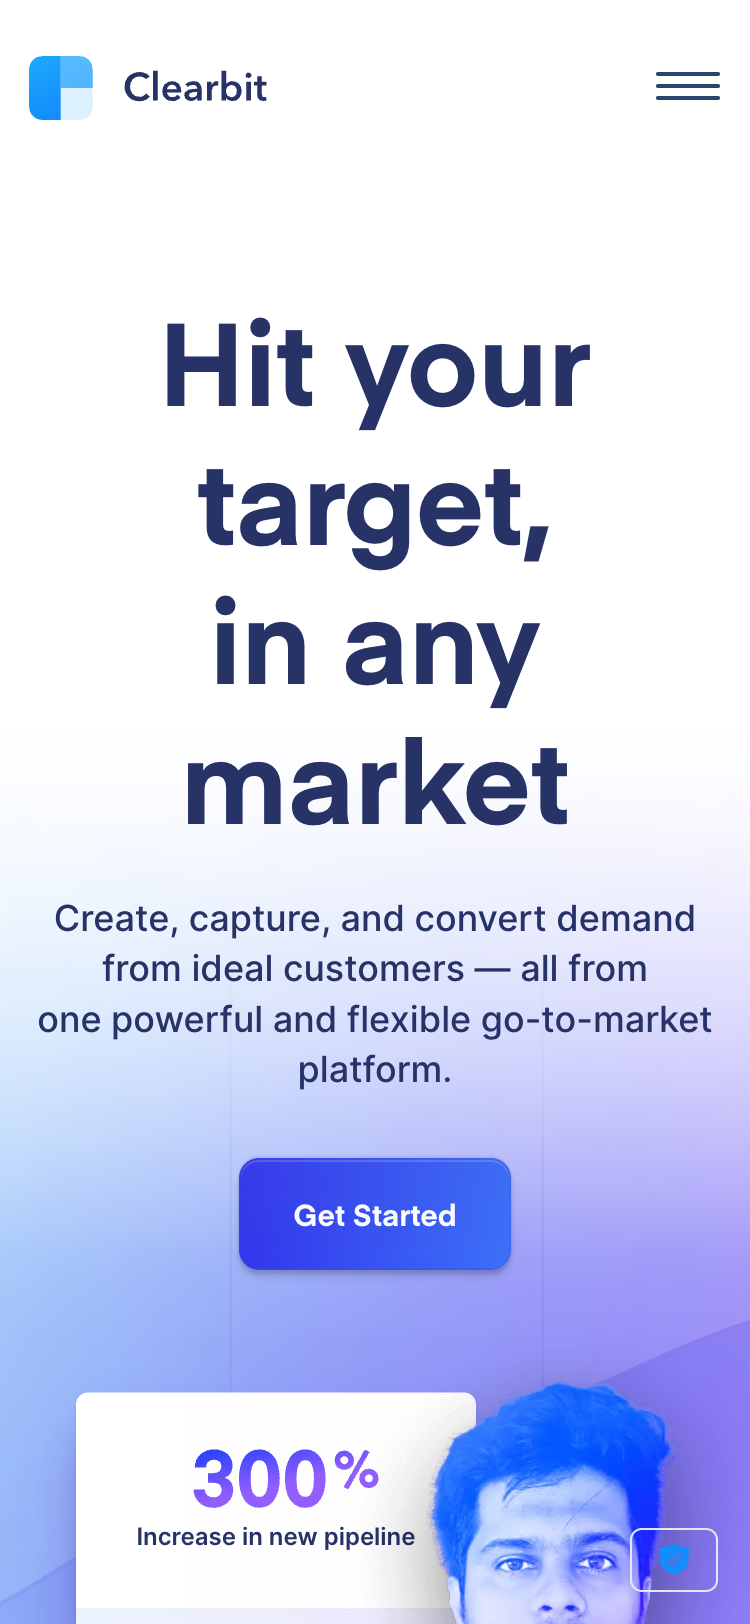 Clearbit
Hit your
target,
in any
market
Create, capture, and convert demand
from ideal customers — all from
one powerful and flexible go-to-market
platform.
Get Started
300%
Increase in new pipeline